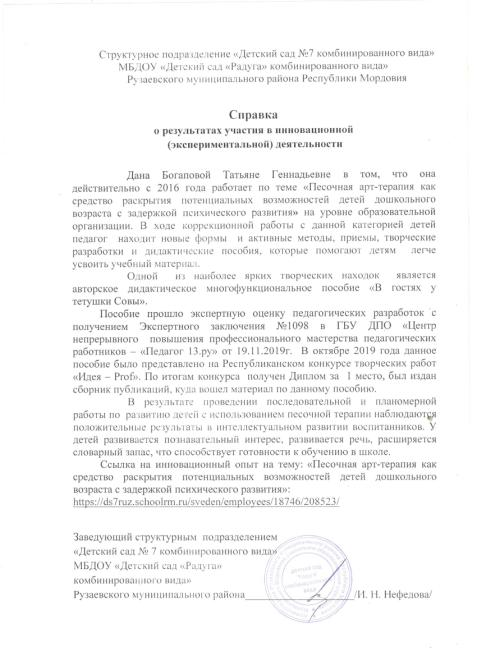 Структурное подразделение «Детский сад №7 комбинированного вида»
МБДОУ «Детский сад «Радуга» комбинированного вида»
Рузаевского муниципального района Республики Мордовия
Справка
о результатах участия в инновационной
(экспериментальной) деятельности
Дана Богаповой Татьяне Геннадьевне в том, что она
действительно с 2016 года работает по теме «Песочная арт-терапия как
средство раскрытия потенциальных возможностей детей дошкольного
возраста с задержкой психического развития» на уровне образовательной
организации. В ходе коррекционной работы с данной категорией детей
педагог находит новые формы и активные методы, приемы, творческие
разработки и дидактические пособия, которые помогают детям легче
усвоить учебный материал.
Одной из наиболее ярких творческих находок является
авторское дидактическое многофункциональное пособие «В гостях у
тетушки Совы».
Пособие прошло экспертную оценку педагогических разработок с
получением Экспертного заключения №1098 в ГБУ ДПО «Центр
непрерывного повышения профессионального мастерства педагогических
работников – «Педагог 13.ру» от 19.11.2019г. В октябре 2019 года данное
пособие было представлено на Республиканском конкурсе творческих работ
«Идея – Prof». По итогам конкурса получен Диплом за 1 место, был издан
сборник публикаций, куда вошел материал по данному пособию.
В результате проведении последовательной и планомерной
работы по развитию детей с использованием песочной терапии наблюдаются
положительные результаты в интеллектуальном развитии воспитанников. У
детей развивается познавательный интерес, развивается речь, расширяется
словарный запас, что способствует готовности к обучению в школе.
Ссылка на инновационный опыт на тему: «Песочная арт-терапия как
средство раскрытия потенциальных возможностей детей дошкольного
возраста с задержкой психического развития»:
https://ds7ruz.schoolrm.ru/sveden/employees/18746/208523/
Заведующий структурным подразделением
«Детский сад № 7 комбинированного вида»
МБДОУ «Детский сад «Радуга»
комбинированного вида»
Рузаевского муниципального района____________________/И. Н. Нефедова/